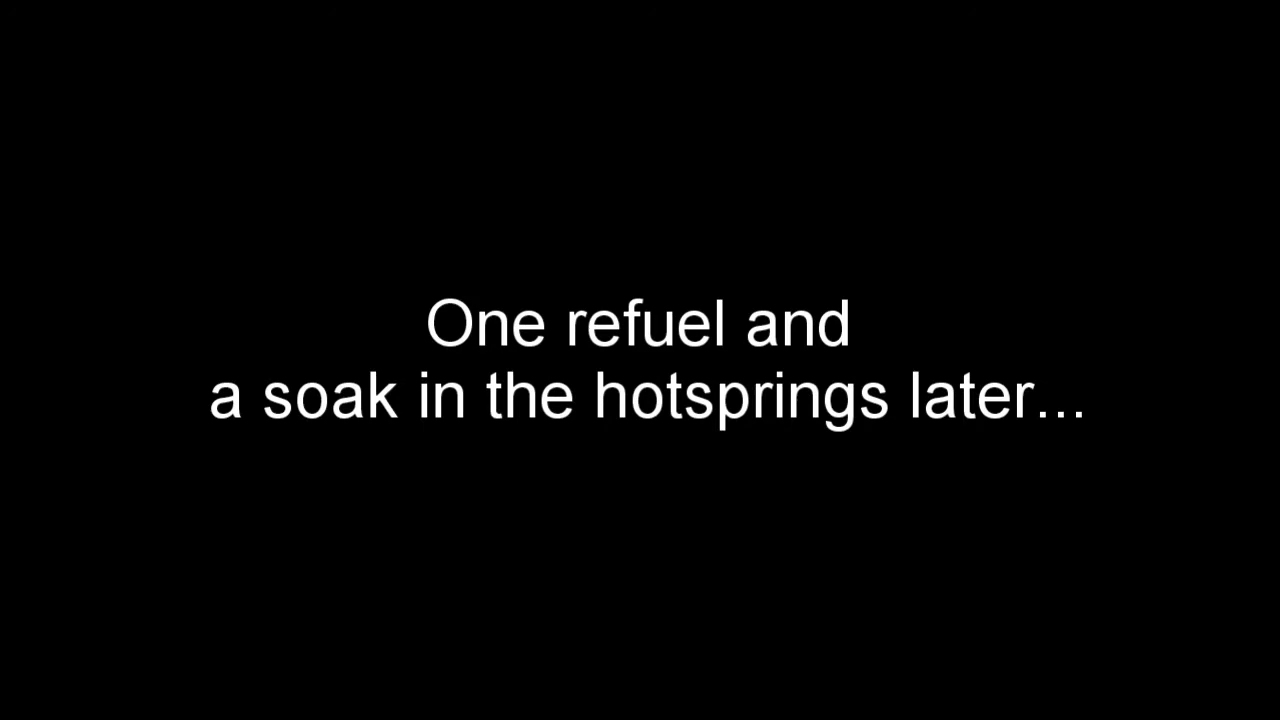 One refuel and
a soak in the hotsprings later...